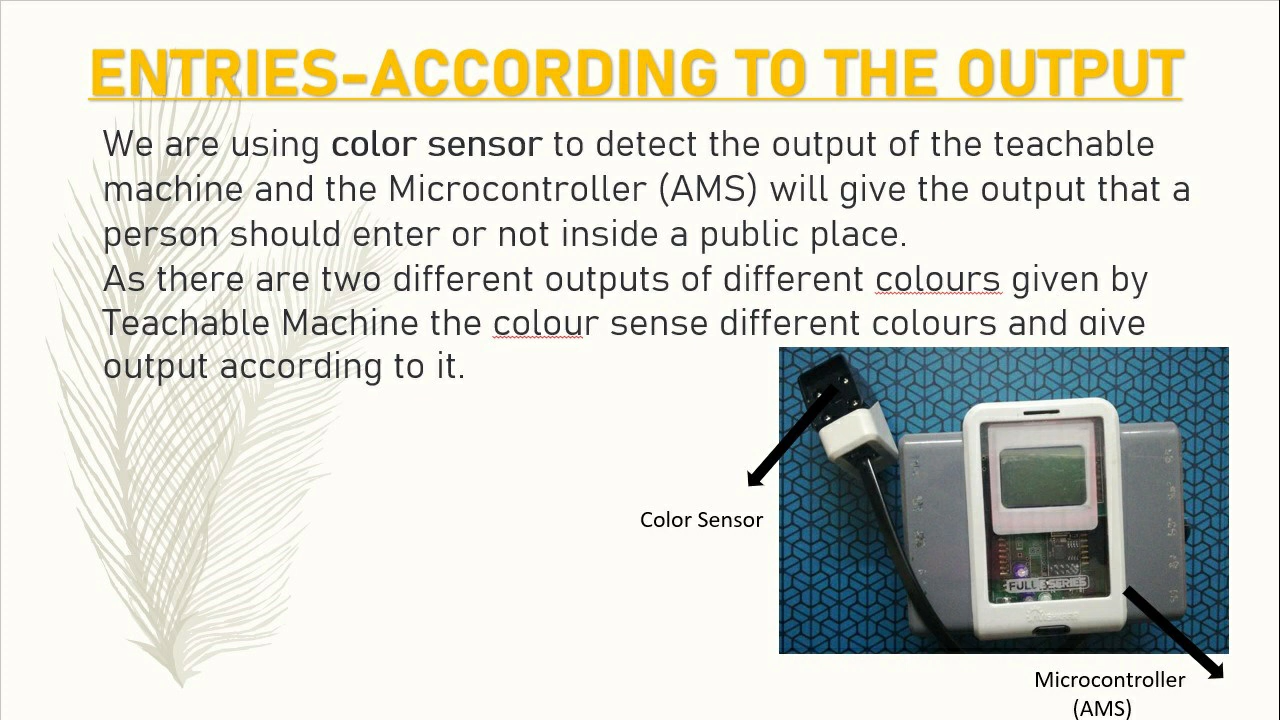 ENTRIES-ACCORDING TO THE OUTPUT
We are using color sensor to detect the output of the teachable
machine and the Microcontroller (AMS) will give the output that a
person should enter or not inside a public place.
As there are two different outputs of different colours given by
Teachable Machine the colour sense different colours and give
output according to it.
Color Sensor
FULL SERIES
Microcontroller
(AMS)